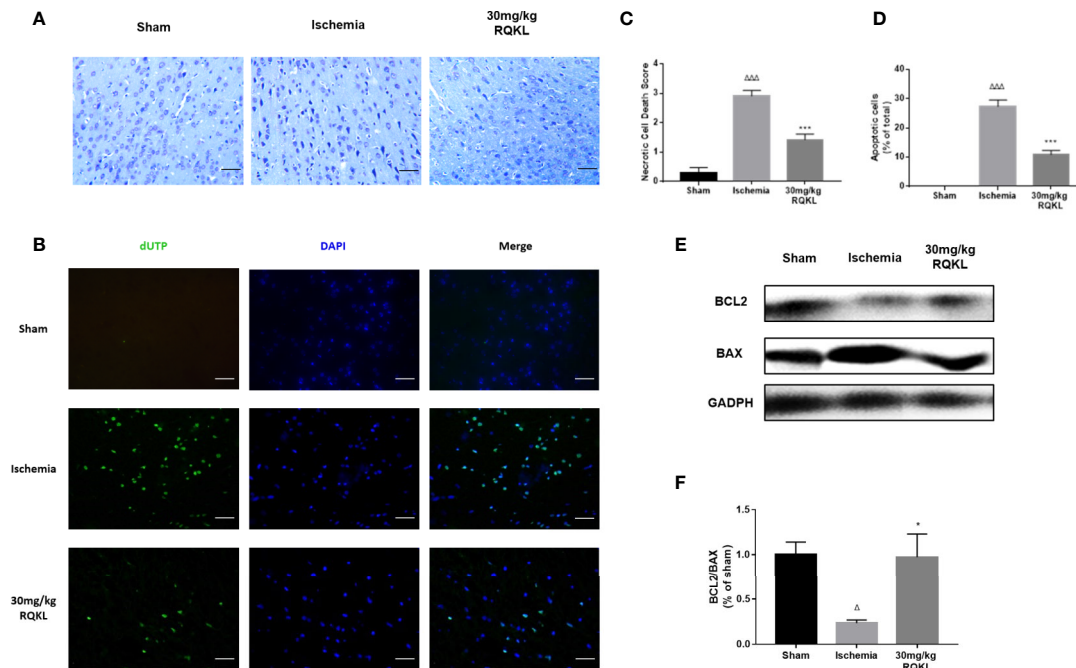 A
Sham
Ischemia
30mg/kg
RQKL
B
dUTP
DAPI
Merge
Sham
Ischemia
30mg/kg
RQKL
C
Necrotic Cell Death Score
4
3
2
1
0
ΔΔΔ
***
Sham
Ischemia
30mg/kg
RQKL
D
Apoptotic cells
(% of total)
40
30
20
10
0
ΔΔΔ
***
Sham
Ischemia
30mg/kg
RQKL
E
Sham
Ischemia
30mg/kg
RQKL
BCL2
BAX
GADPH
F
BCL2/BAX
(% of sham)
1.5
1.0
0.5
0.0
Δ
*
Sham
Ischemia
30mg/kg
RQKL